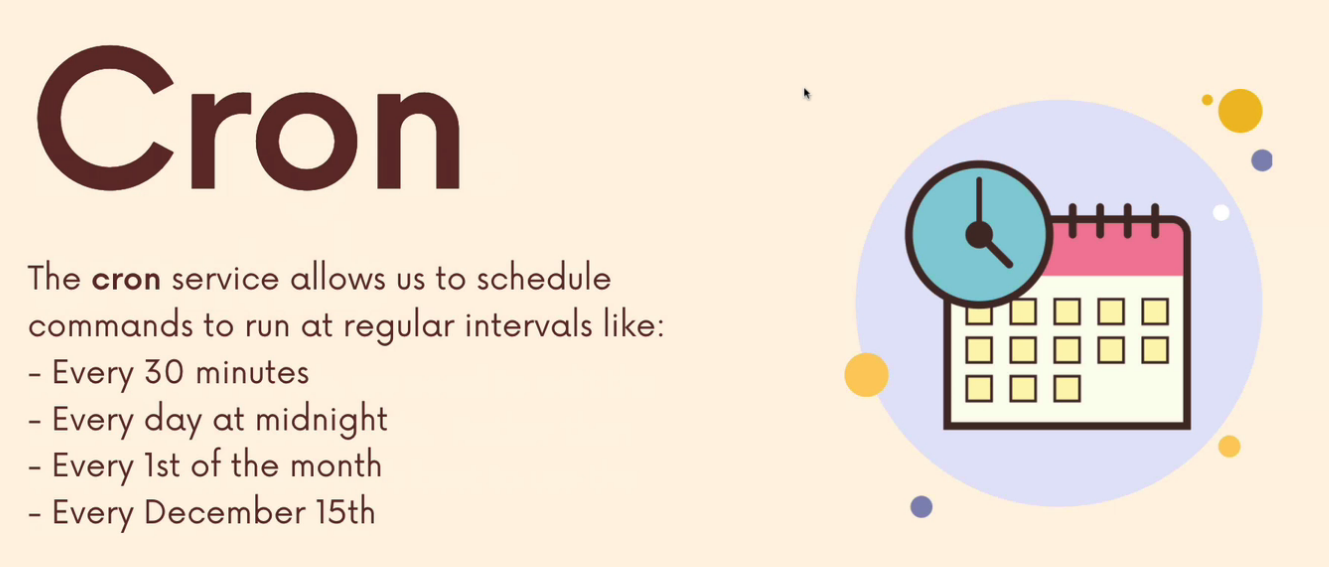 Cron
The cron service allows us to schedule
commands to run at regular intervals like:
- Every 30 minutes
- Every day at midnight
- Every 1st of the month
- Every December 15th